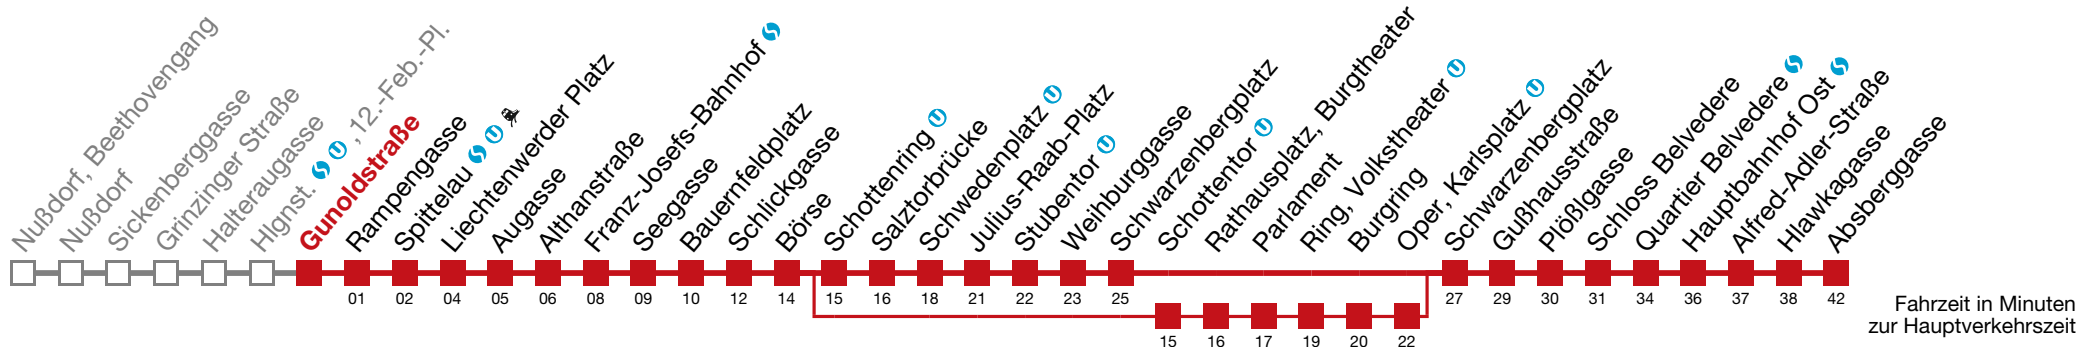 Nußdorf, Beethovengang
Nußdorf
Sickenberggasse
Grinzinger Straße
Halteraugasse
Hlgnst. S U , 12.-Feb.-Pl.
Gunoldstraße
Rampengasse
Spittelau S U
Liechtenwerder Platz
Augasse
Althanstraße
Franz-Josefs-Bahnhof S
Seegasse
Bauernfeldplatz
Schlickgasse
Börse
Schottenring U
Salztorbrücke
Schwedenplatz U
Julius-Raab-Platz
Stubentor U
Weihburggasse
Schwarzenbergplatz
Schottentor U
Rathausplatz, Burgtheater
Parlament
Ring, Volkstheater U
Burgring
Oper, Karlsplatz U
Schwarzenbergplatz
Gußhausstraße
Plößlgasse
Schloss Belvedere
Quartier Belvedere S
Hauptbahnhof Ost S
Alfred-Adler-Straße
Hlawkagasse
Absberggasse
01 02 04 05 06 08 09 10 12 14 15 16 18 21 22 23 25 27 29 30 31 34 36 37 38 42
15 16 17 19 20 22
Fahrzeit in Minuten
zur Hauptverkehrszeit